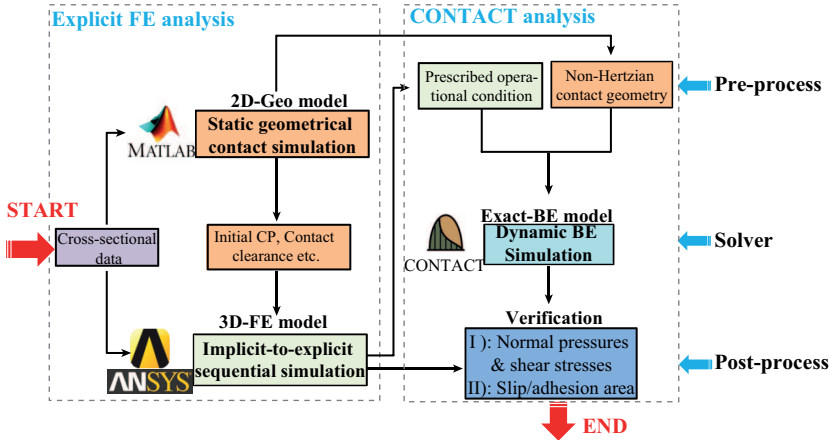 Explicit FE analysis
CONTACT analysis
2D-Geo model
Static geometrical
contact simulation
MATLAB
Prescribed opera-
tional condition
Non-Hertzian
contact geometry
Pre-process
START
Cross-sectional
data
Initial CP, Contact
clearance etc.
Exact-BE model
Dynamic BE
Simulation
CONTACT
Solver
3D-FE model
Implicit-to-explicit
sequential simulation
ANSYS
Verification
I ): Normal pressures
& shear stresses
II): Slip/adhesion area
Post-process
END